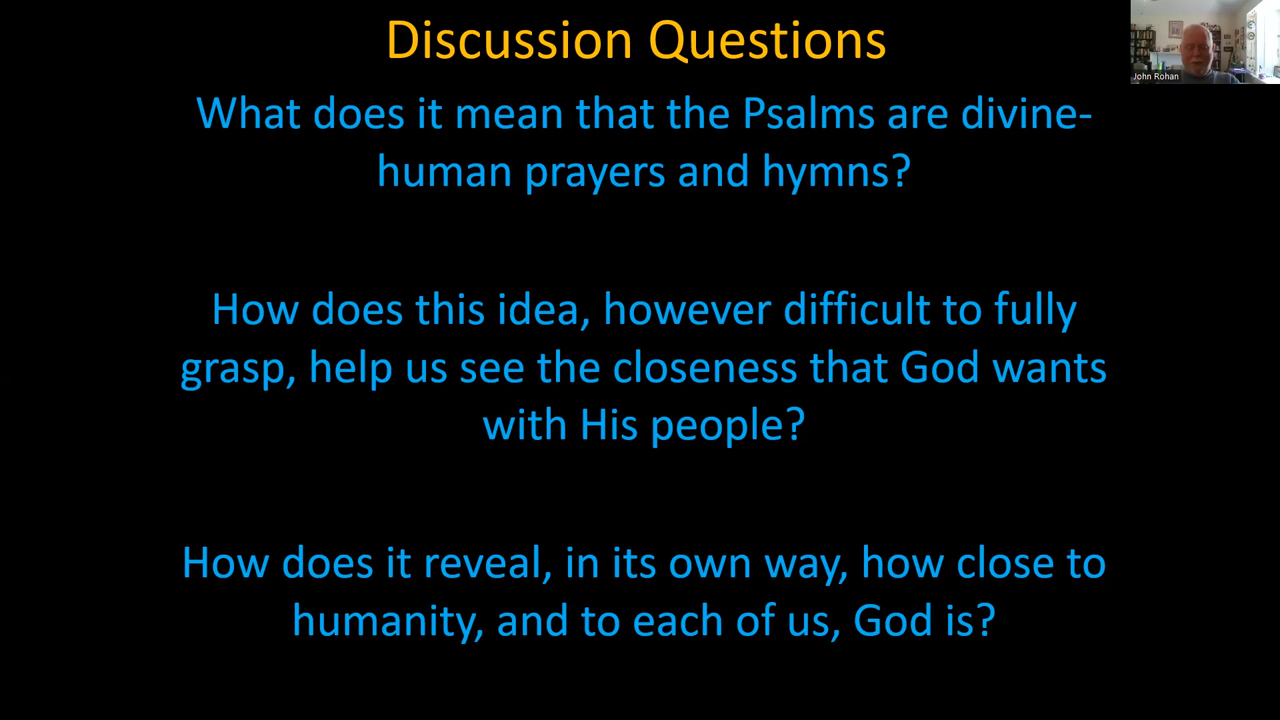 Discussion Questions
John Rohan
What does it mean that the Psalms are divine-
human prayers and hymns?
How does this idea, however difficult to fully
grasp, help us see the closeness that God wants
with His people?
How does it reveal, in its own way, how close to
humanity, and to each of us, God is?